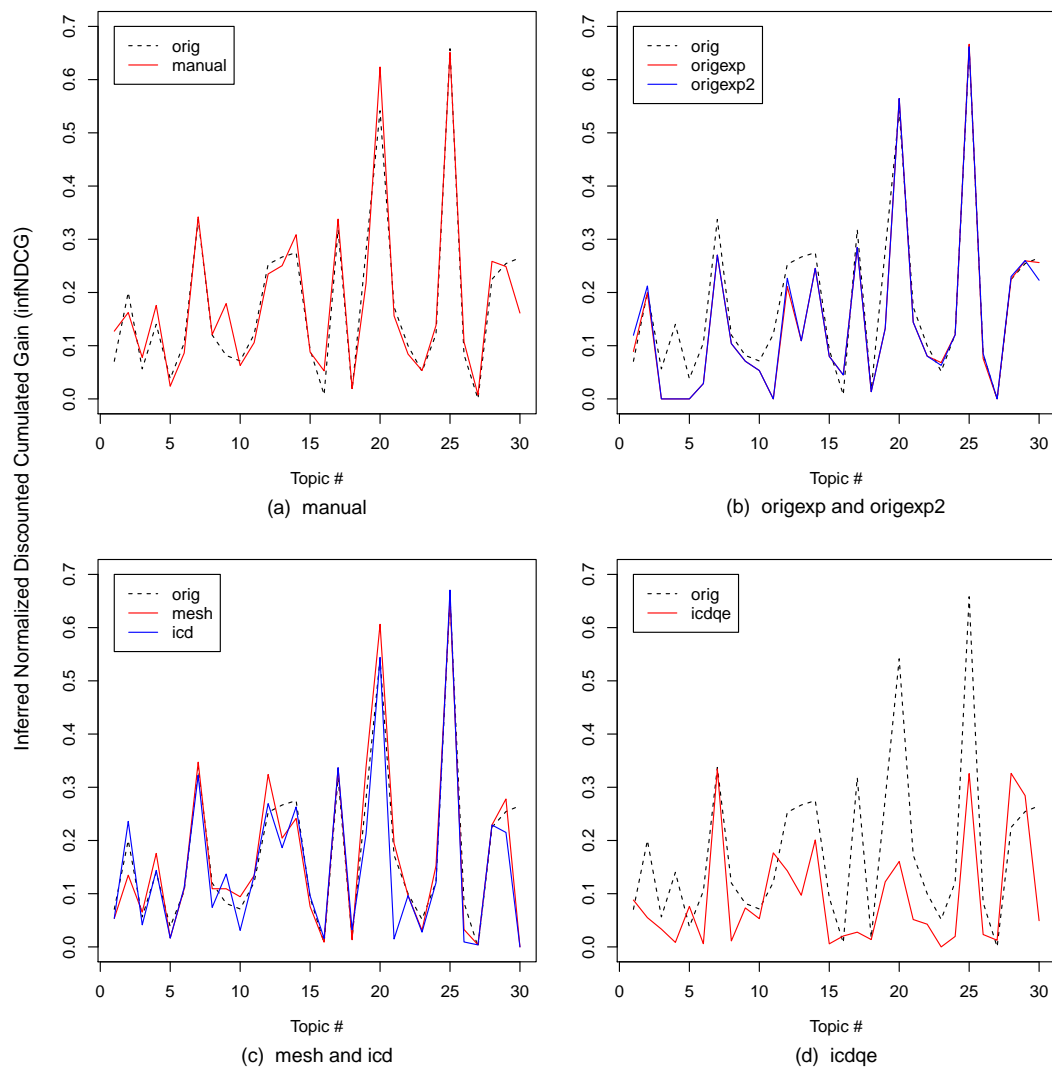 Inferred Normalized Discounted Cumulated Gain (infNDCG)
0.7
0.6
0.5
0.4
0.3
0.2
0.1
0.0
orig
manual
0 5 10 15 20 25 30
Topic #
(a) manual
0.7
0.6
0.5
0.4
0.3
0.2
0.1
0.0
orig
origexp
origexp2
0 5 10 15 20 25 30
Topic #
(b) origexp and origexp2
0.7
0.6
0.5
0.4
0.3
0.2
0.1
0.0
orig
mesh
icd
0 5 10 15 20 25 30
Topic #
(c) mesh and icd
0.7
0.6
0.5
0.4
0.3
0.2
0.1
0.0
orig
icdqe
0 5 10 15 20 25 30
Topic #
(d) icdqe